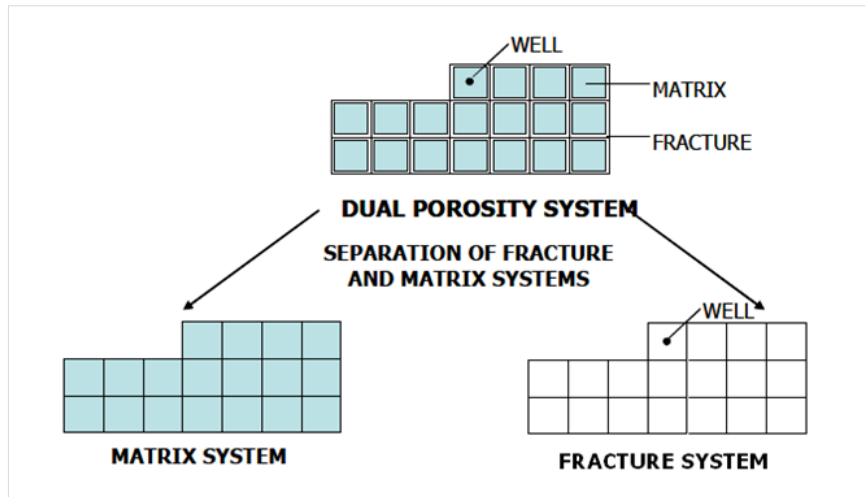 WELL
MATRIX
FRACTURE
DUAL POROSITY SYSTEM
SEPARATION OF FRACTURE
AND MATRIX SYSTEMS
WELL
MATRIX SYSTEM
FRACTURE SYSTEM